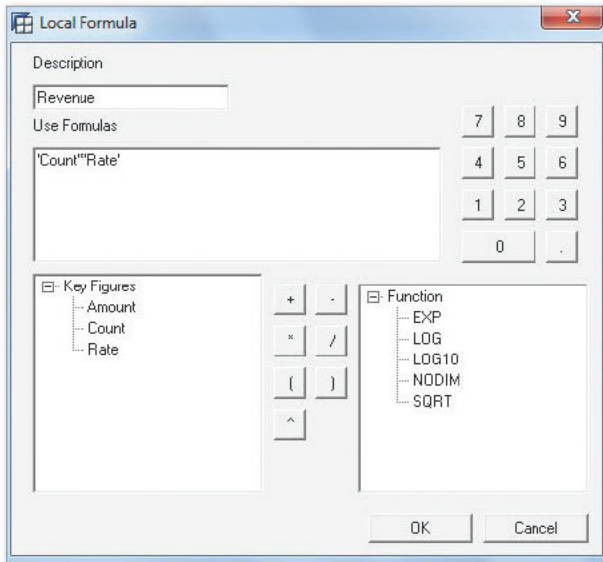 Local Formula
x
Description
Revenue
Use Formulas
'Count'*'Rate'
7 8 9
4 5 6
1 2 3
0 .
Key Figures
Amount
Count
Rate
+ -
* /
( )
^
Function
EXP
LOG
LOG10
NODIM
SQRT
OK Cancel